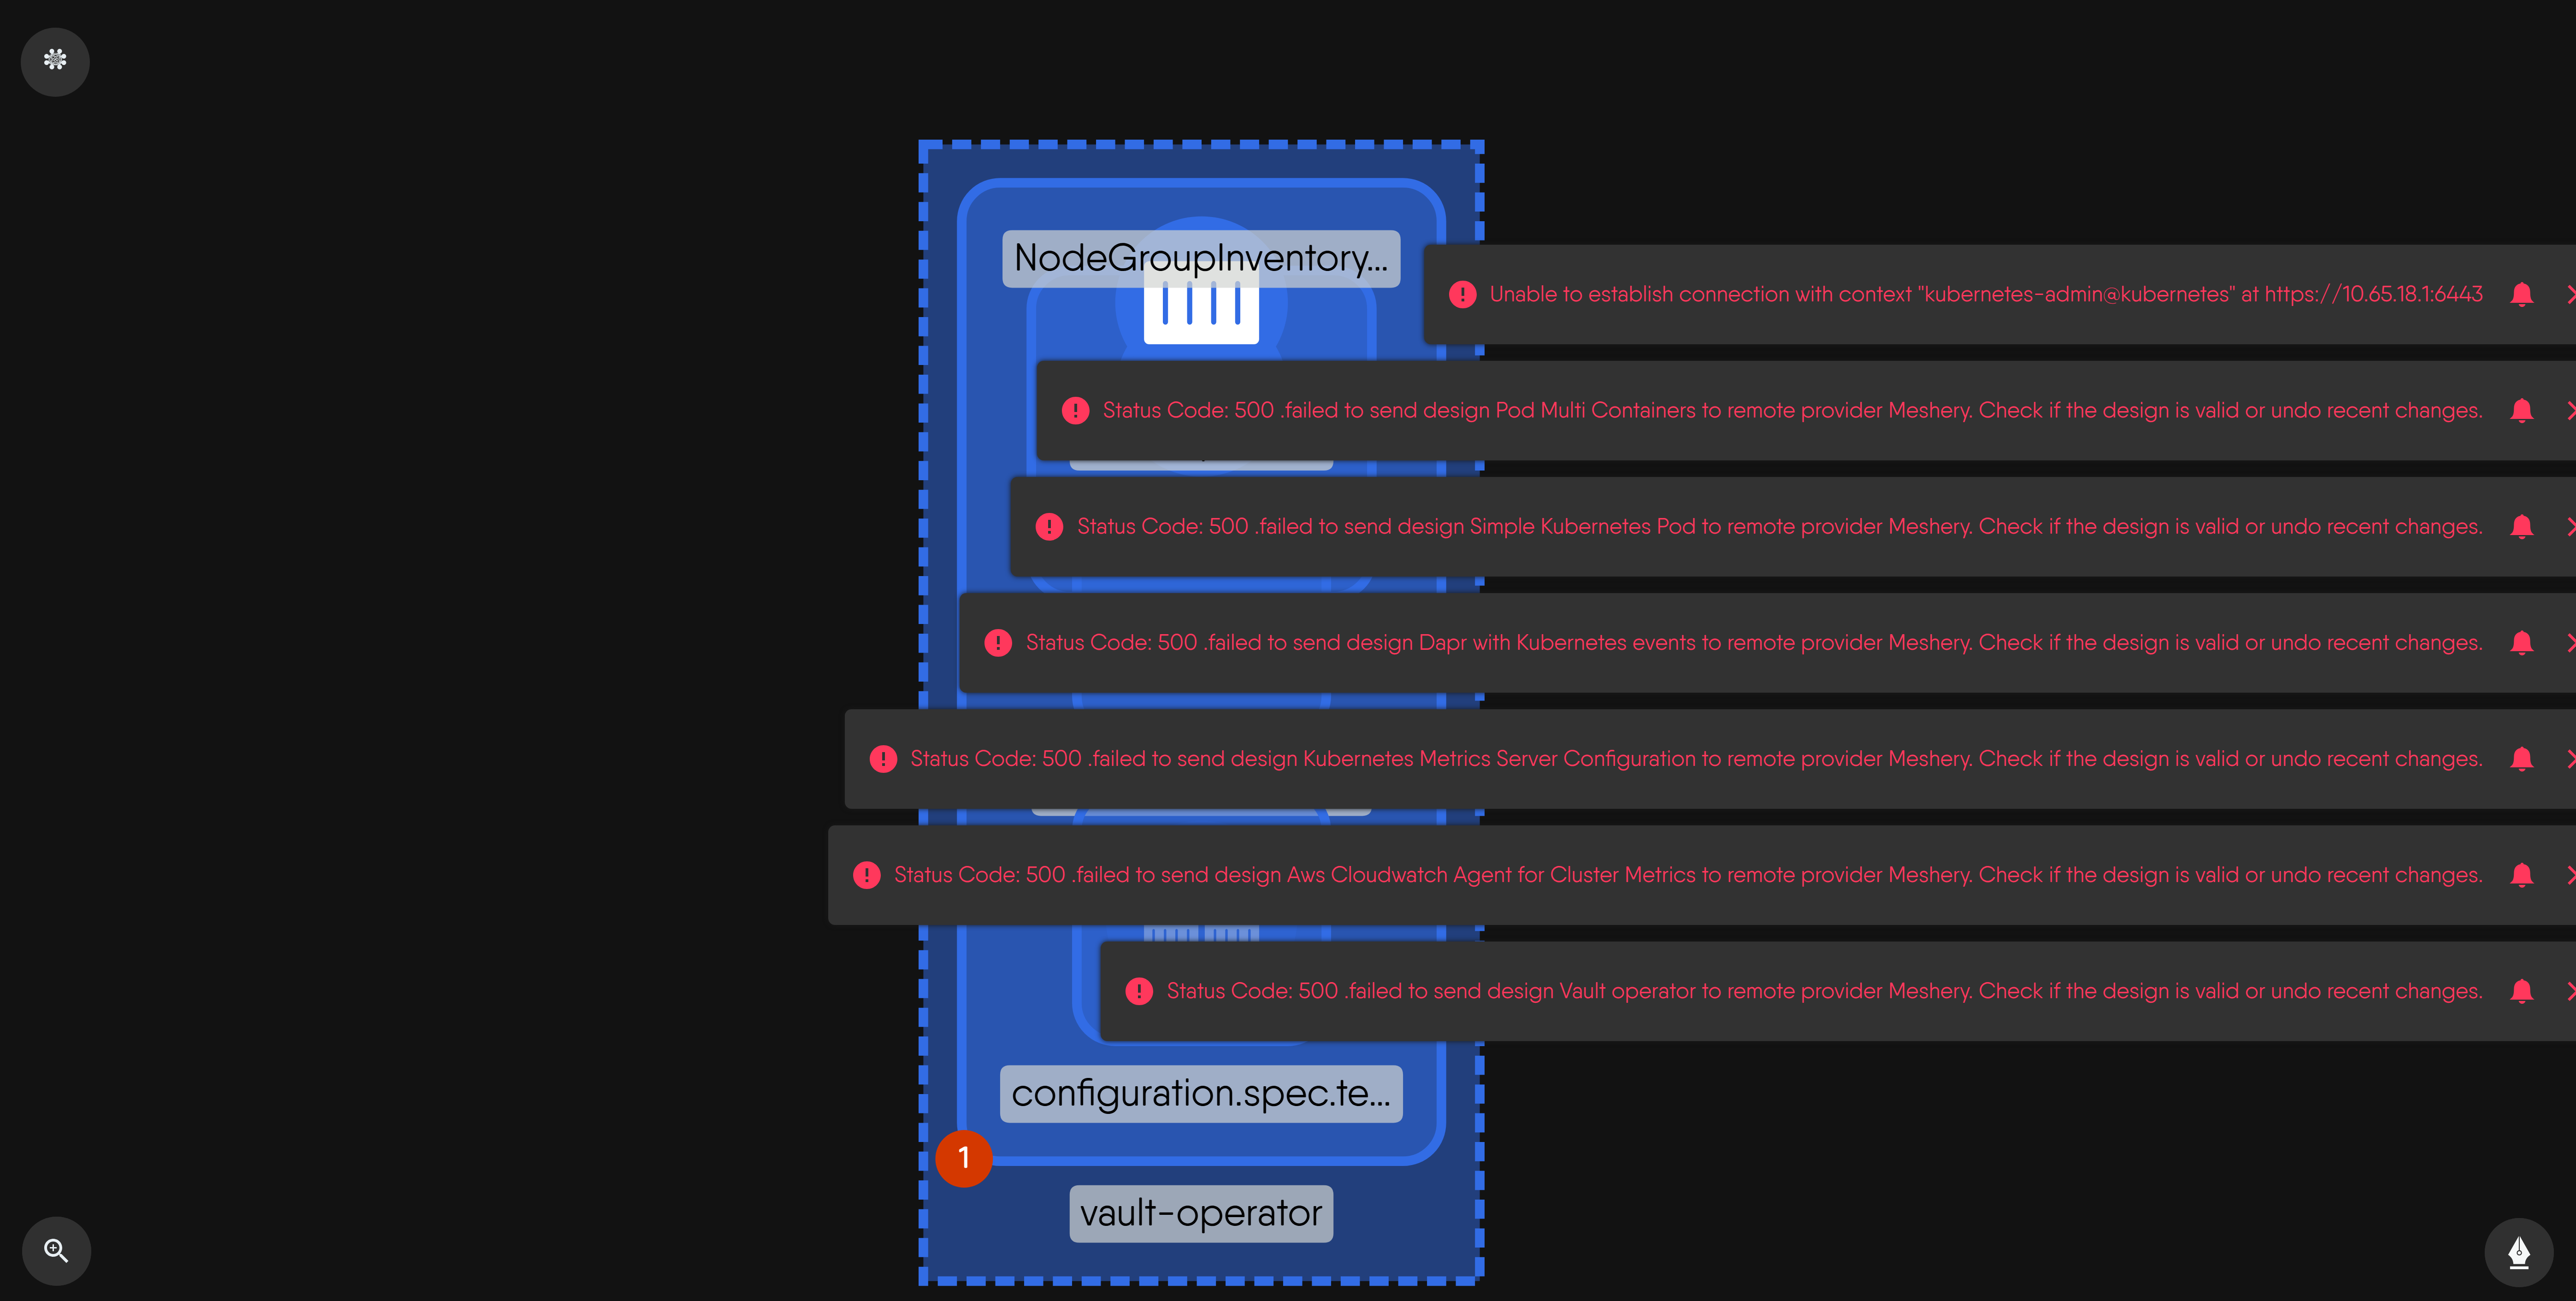 NodeGroupInventory...
Unable to establish connection with context "kubernetes-admin@kubernetes" at https://10.65.18.1:6443
Status Code: 500 .failed to send design Pod Multi Containers to remote provider Meshery. Check if the design is valid or undo recent changes.
Status Code: 500 .failed to send design Simple Kubernetes Pod to remote provider Meshery. Check if the design is valid or undo recent changes.
Status Code: 500 .failed to send design Dapr with Kubernetes events to remote provider Meshery. Check if the design is valid or undo recent changes.
Status Code: 500 .failed to send design Kubernetes Metrics Server Configuration to remote provider Meshery. Check if the design is valid or undo recent changes.
Status Code: 500 .failed to send design Aws Cloudwatch Agent for Cluster Metrics to remote provider Meshery. Check if the design is valid or undo recent changes.
Status Code: 500 .failed to send design Vault operator to remote provider Meshery. Check if the design is valid or undo recent changes.
configuration.spec.te...
1
vault-operator